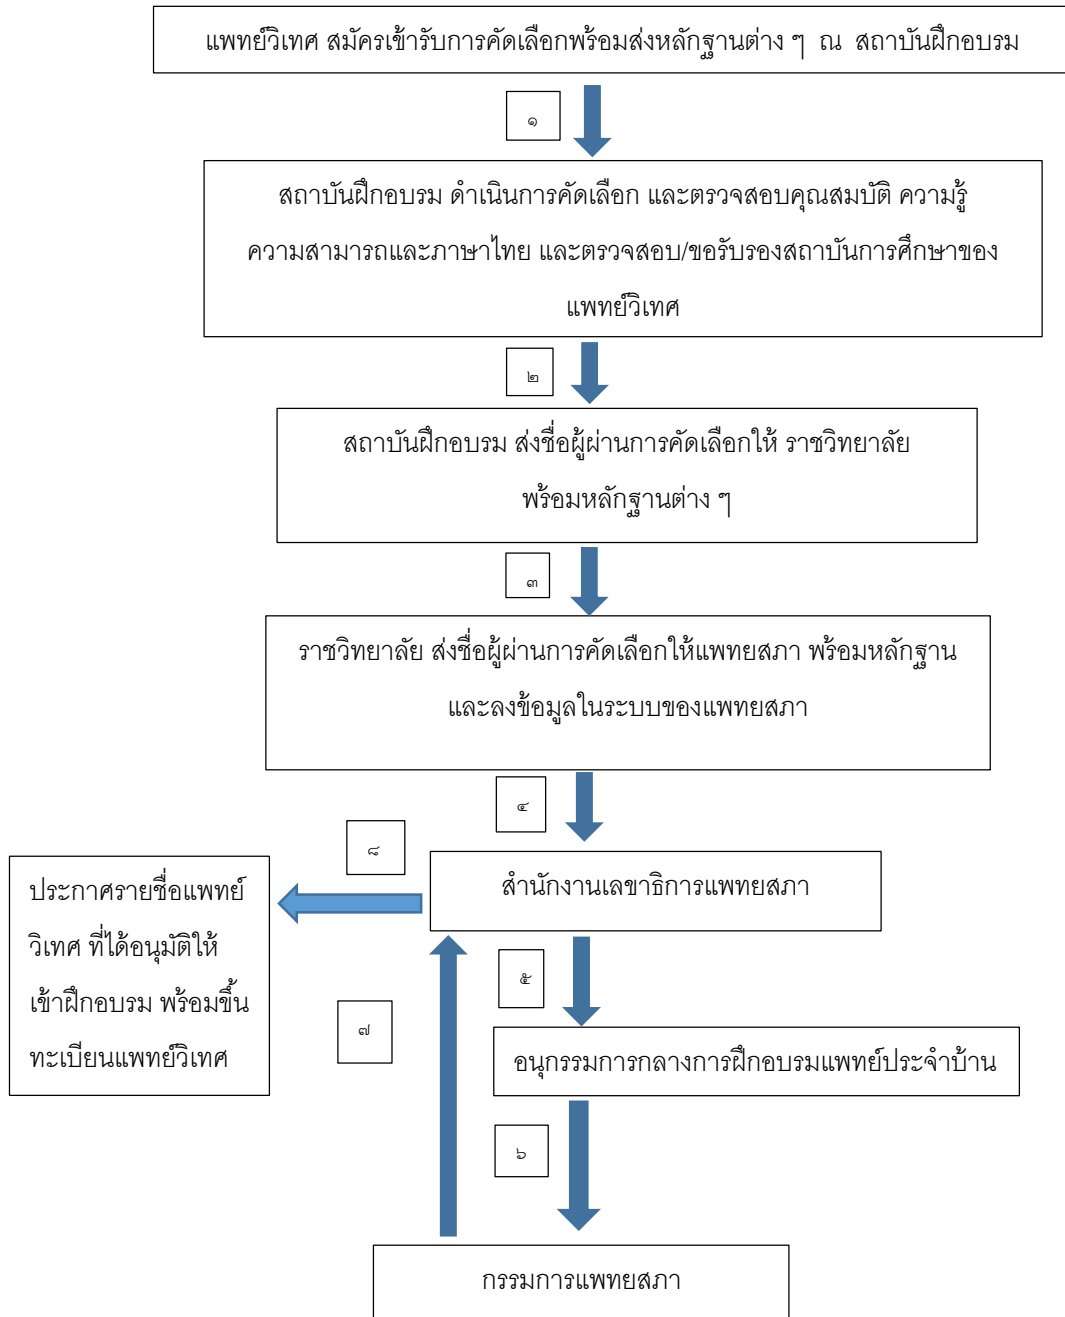 แพทย์วิเทศ สมัครเข้ารับการคัดเลือกพร้อมส่งหลักฐานต่าง ๆ ณ สถาบันฝึกอบรม
๑
สถาบันฝึกอบรม ดำเนินการคัดเลือก และตรวจสอบคุณสมบัติ ความรู้
ความสามารถและภาษาไทย และตรวจสอบ/ขอรับรองสถาบันการศึกษาของ
แพทย์วิเทศ
๒
สถาบันฝึกอบรม ส่งชื่อผู้ผ่านการคัดเลือกให้ ราชวิทยาลัย
พร้อมหลักฐานต่าง ๆ
๓
ราชวิทยาลัย ส่งชื่อผู้ผ่านการคัดเลือกให้แพทยสภา พร้อมหลักฐาน
และลงข้อมูลในระบบของแพทยสภา
๔
สำนักงานเลขาธิการแพทยสภา
๘
ประกาศรายชื่อแพทย์
วิเทศ ที่ได้อนุมัติให้
เข้าฝึกอบรม พร้อมขึ้น
ทะเบียนแพทย์วิเทศ
๕
๗
อนุกรรมการกลางการฝึกอบรมแพทย์ประจำบ้าน
๖
กรรมการแพทยสภา